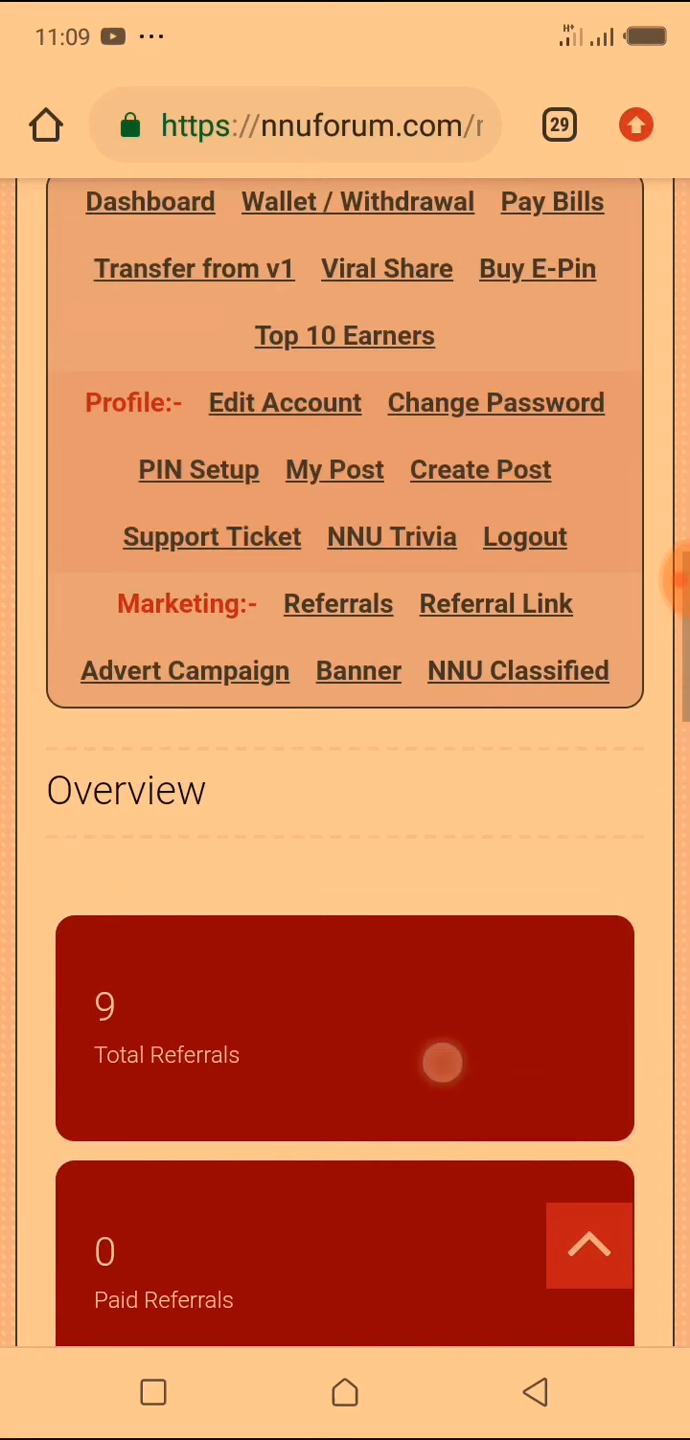 11:09
H+
https://nnuforum.com/r
29
Dashboard Wallet / Withdrawal Pay Bills
Transfer from v1 Viral Share Buy E-Pin
Top 10 Earners
Profile:- Edit Account Change Password
PIN Setup My Post Create Post
Support Ticket NNU Trivia Logout
Marketing:- Referrals Referral Link
Advert Campaign Banner NNU Classified
Overview
9
Total Referrals
0
Paid Referrals